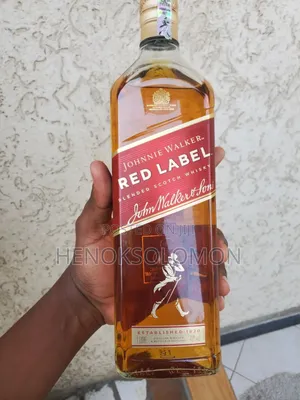 JOHNNIE WALKER
RED LABEL
BLENDED SCOTCH WHISKY
John Walker & Sons
HENOKSOLOMON
ESTABLISHED 1820